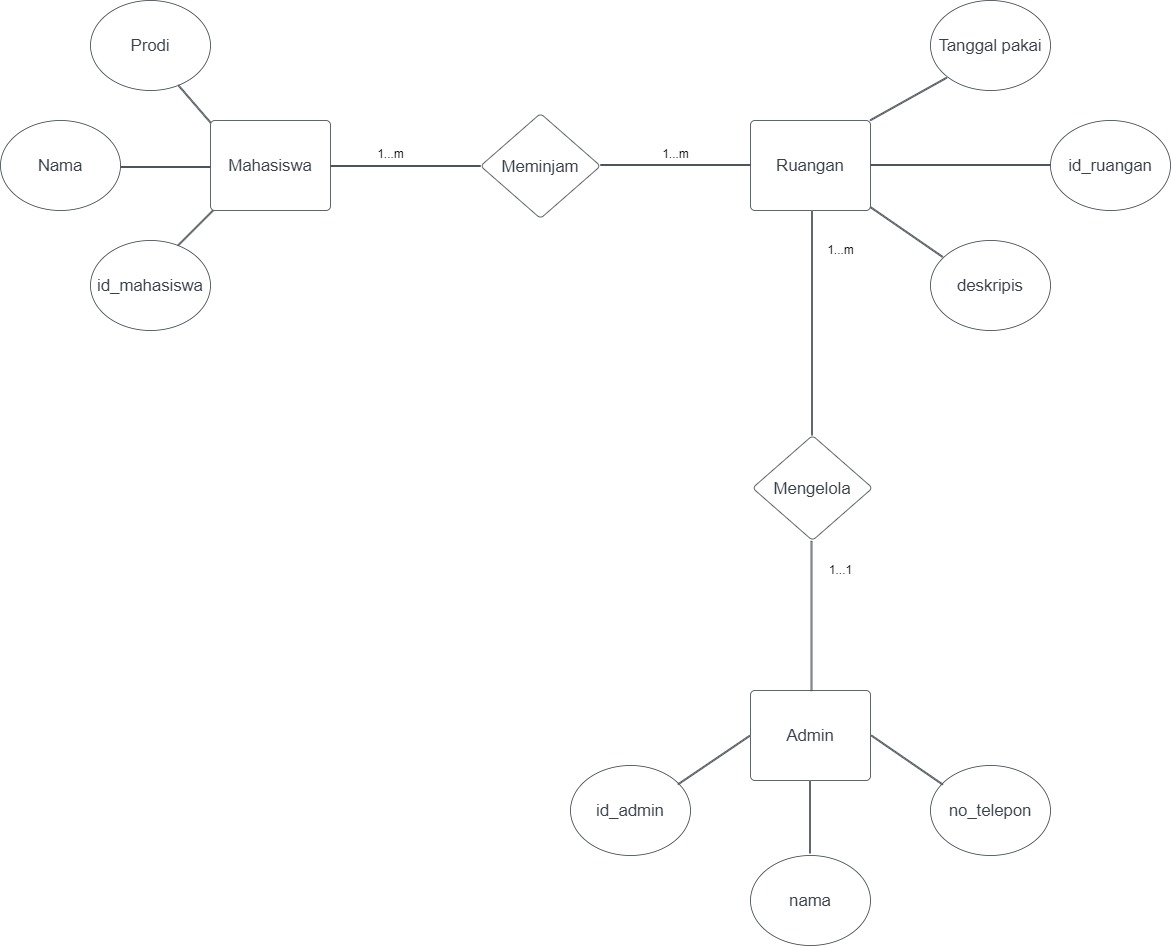 Prodi
Tanggal pakai
Nama
Mahasiswa
1...m
Meminjam
1...m
Ruangan
id_ruangan
id_mahasiswa
1...m
deskripis
Mengelola
1...1
Admin
id_admin
no_telepon
nama